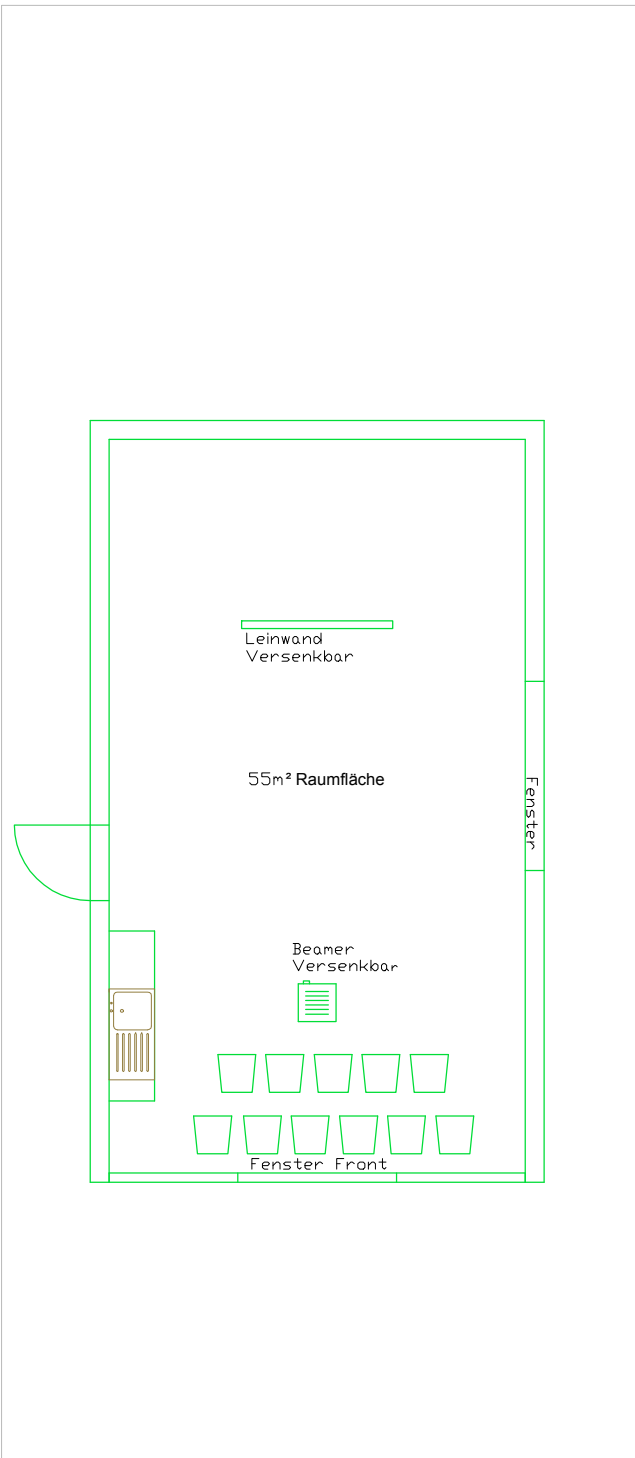 Leinwand
Versenkbar
55m² Raumfläche
Fenster
Beamer
Versenkbar
Fenster Front